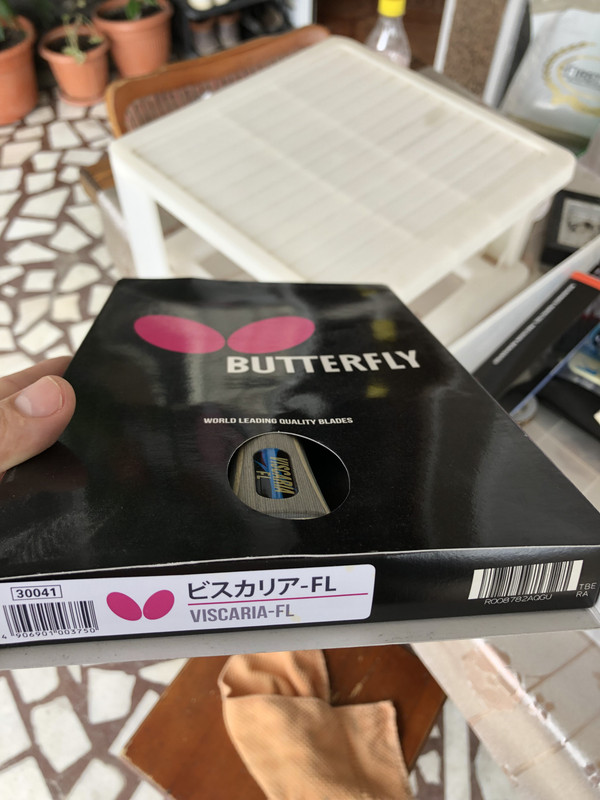 BUTTERFLY
WORLD LEADING QUALITY BLADES
VISCARIA
FL
30041
4 906901 003750
ビスカリア-FL
VISCARIA-FL
R008782AQGU
TBE
RA